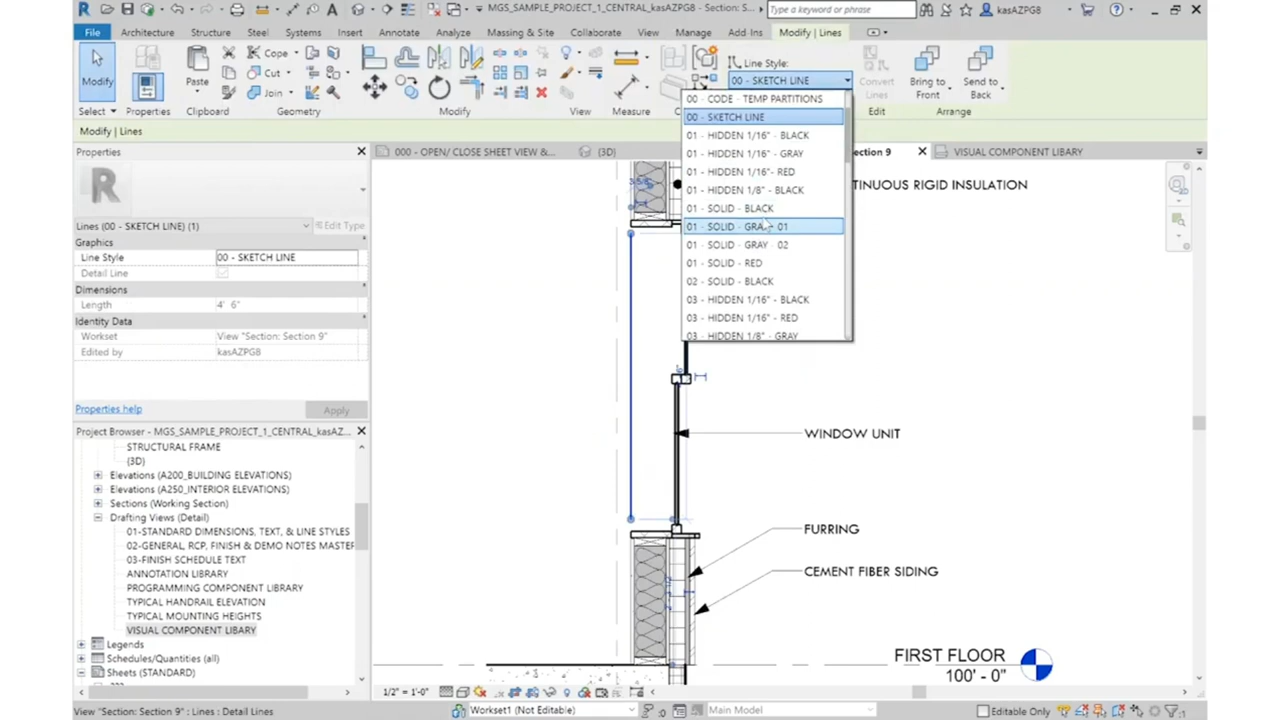 MGS_SAMPLE_PROJECT_1_CENTRAL_kasAZPG8 - Section: S...
Type a keyword or phrase
kasAZPG8
File Architecture Structure Steel Systems Insert Annotate Analyze Massing & Site Collaborate View Manage Add-Ins Modify | Lines
Modify
Paste
Cope
Cut
Join
Line Style:
00 - SKETCH LINE
Convert Lines
Bring to Front
Send to Back
Select Properties Clipboard Geometry Modify View Measure Edit Arrange
Modify | Lines
Properties
000 - OPEN/ CLOSE SHEET VIEW &...
(3D)
ection 9
VISUAL COMPONENT LIBRARY
00 - CODE - TEMP PARTITIONS
00 - SKETCH LINE
01 - HIDDEN 1/16" - BLACK
01 - HIDDEN 1/16" - GRAY
01 - HIDDEN 1/16"- RED
01 - HIDDEN 1/8" - BLACK
01 - SOLID - BLACK
01 - SOLID - GRAY - 01
01 - SOLID - GRAY - 02
01 - SOLID - RED
02 - SOLID - BLACK
03 - HIDDEN 1/16" - BLACK
03 - HIDDEN 1/16" - RED
03 - HIDDEN 1/8" - GRAY
Lines (00 - SKETCH LINE) (1)
Edit Type
Graphics
Line Style 00 - SKETCH LINE
Detail Line
Dimensions
Length 4' 6"
Identity Data
Workset View "Section: Section 9"
Edited by kasAZPG8
Properties help
Apply
Project Browser - MGS_SAMPLE_PROJECT_1_CENTRAL_kasAZ...
STRUCTURAL FRAME
{3D}
Elevations (A200_BUILDING ELEVATIONS)
Elevations (A250_INTERIOR ELEVATIONS)
Sections (Working Section)
Drafting Views (Detail)
01-STANDARD DIMENSIONS, TEXT, & LINE STYLES
02-GENERAL, RCP, FINISH & DEMO NOTES MASTER
03-FINISH SCHEDULE TEXT
ANNOTATION LIBRARY
PROGRAMMING COMPONENT LIBRARY
TYPICAL HANDRAIL ELEVATION
TYPICAL MOUNTING HEIGHTS
VISUAL COMPONENT LIBARY
Legends
Schedules/Quantities (all)
Sheets (STANDARD)
TINUOUS RIGID INSULATION
WINDOW UNIT
FURRING
CEMENT FIBER SIDING
FIRST FLOOR
100' - 0"
1/2" = 1'-0"
View "Section: Section 9" : Lines : Detail Lines
Workset1 (Not Editable)
:0
Main Model
Editable Only
:1